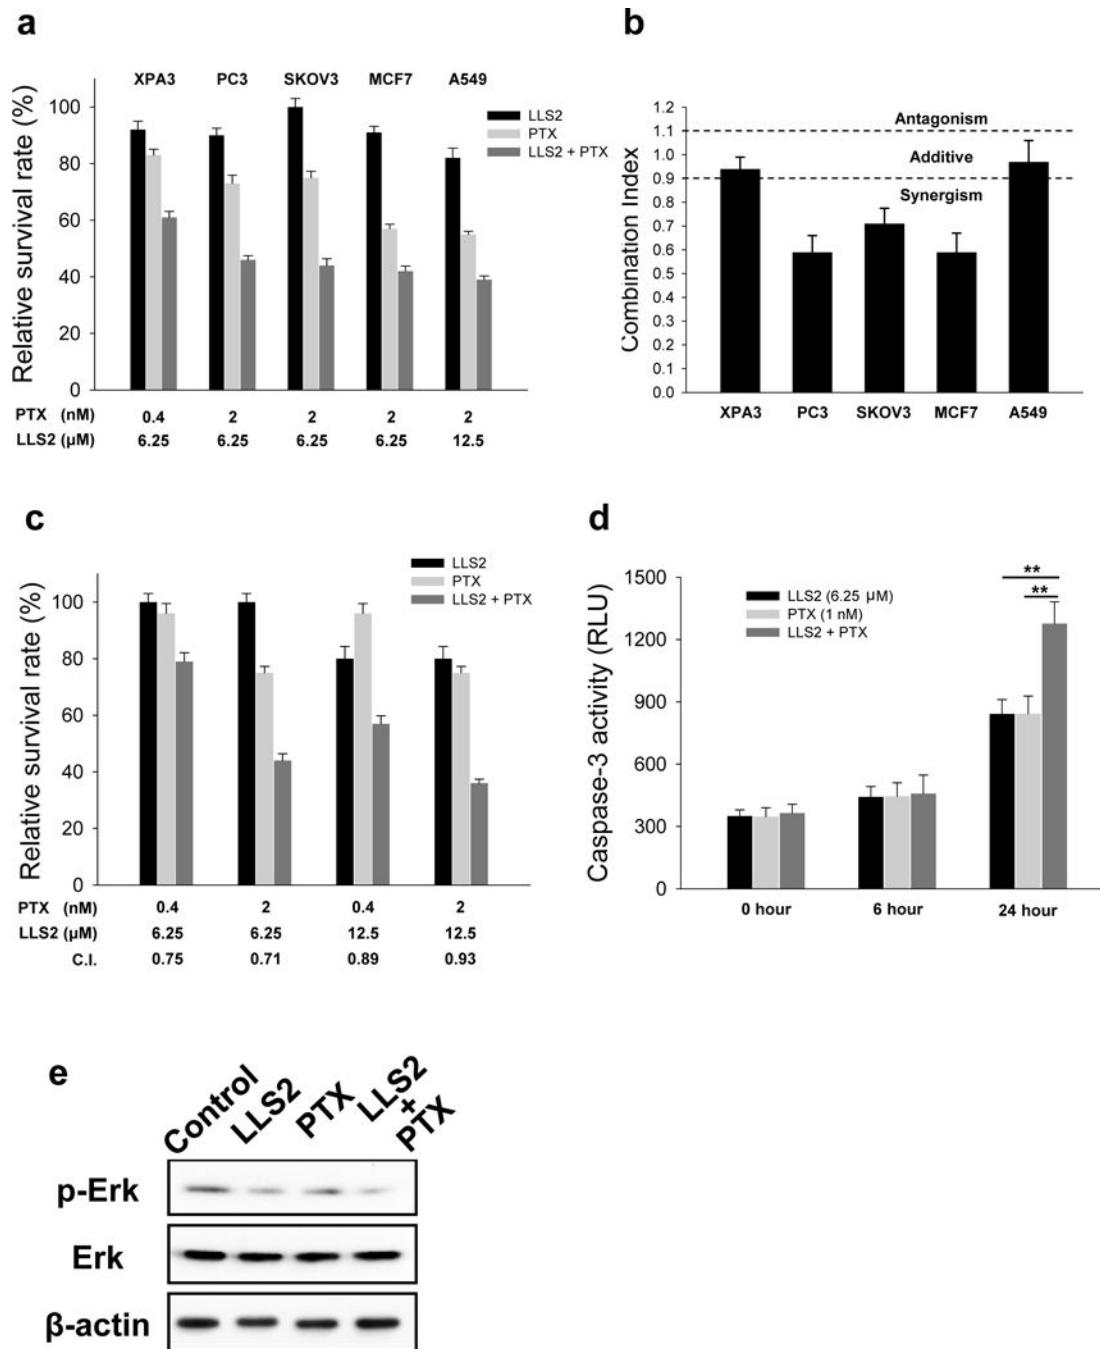 a
XPA3 PC3 SKOV3 MCF7 A549
Relative survival rate (%)
100
80
60
40
20
0
LLS2
PTX
LLS2 + PTX
PTX (nM) 0.4 2 2 2 2
LLS2 (µM) 6.25 6.25 6.25 6.25 12.5
b
Combination Index
1.2
1.1
1.0
0.9
0.8
0.7
0.6
0.5
0.4
0.3
0.2
0.1
0.0
Antagonism
Additive
Synergism
XPA3 PC3 SKOV3 MCF7 A549
c
Relative survival rate (%)
100
80
60
40
20
0
LLS2
PTX
LLS2 + PTX
PTX (nM) 0.4 2 0.4 2
LLS2 (µM) 6.25 6.25 12.5 12.5
C.I. 0.75 0.71 0.89 0.93
d
Caspase-3 activity (RLU)
1500
1200
900
600
300
0
LLS2 (6.25 µM)
PTX (1 nM)
LLS2 + PTX
**
**
0 hour 6 hour 24 hour
e
Control
LLS2
PTX
LLS2
+
PTX
p-Erk
Erk
β-actin